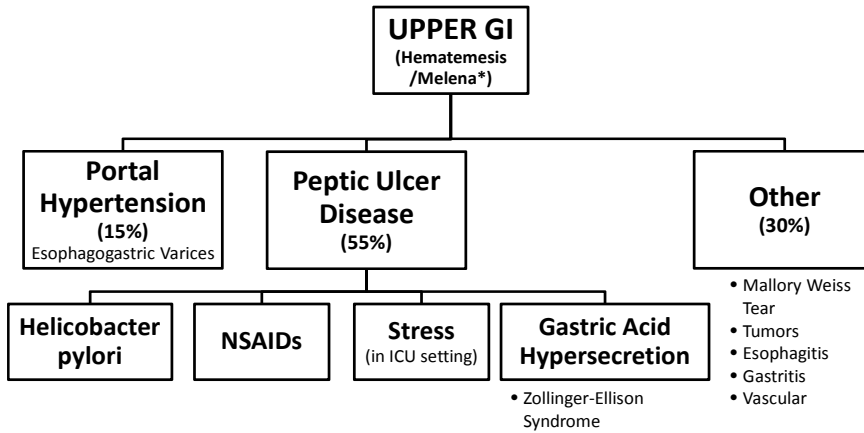 UPPER GI
(Hematemesis
/Melena*)
Portal
Hypertension
(15%)
Esophagogastric Varices
Peptic Ulcer
Disease
(55%)
Other
(30%)
• Mallory Weiss
Tear
• Tumors
• Esophagitis
• Gastritis
• Vascular
Helicobacter
pylori
NSAIDs
Stress
(in ICU setting)
Gastric Acid
Hypersecretion
• Zollinger-Ellison
Syndrome